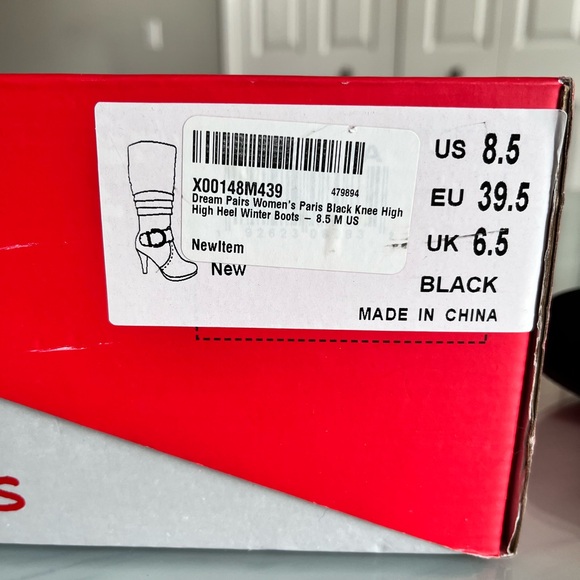 X00148M439
479894
Dream Pairs Women's Paris Black Knee High
High Heel Winter Boots – 8.5 M US
NewItem
New
US 8.5
EU 39.5
UK 6.5
BLACK
MADE IN CHINA